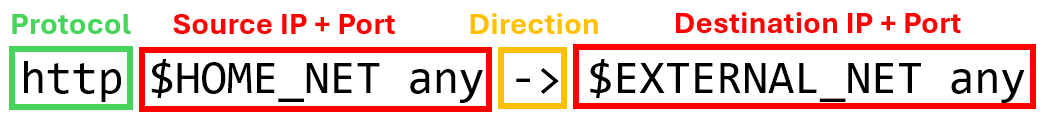 Protocol Source IP + Port Direction Destination IP + Port
http $HOME_NET any -> $EXTERNAL_NET any